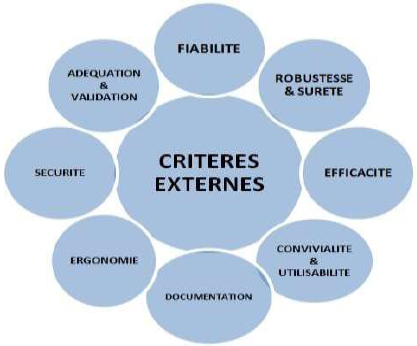 FIABILITE
ADEQUATION
&
VALIDATION
ROBUSTESSE
& SURETE
SECURITE
CRITERES
EXTERNES
EFFICACITE
ERGONOMIE
CONVIVIALITE
&
UTILISABILITE
DOCUMENTATION